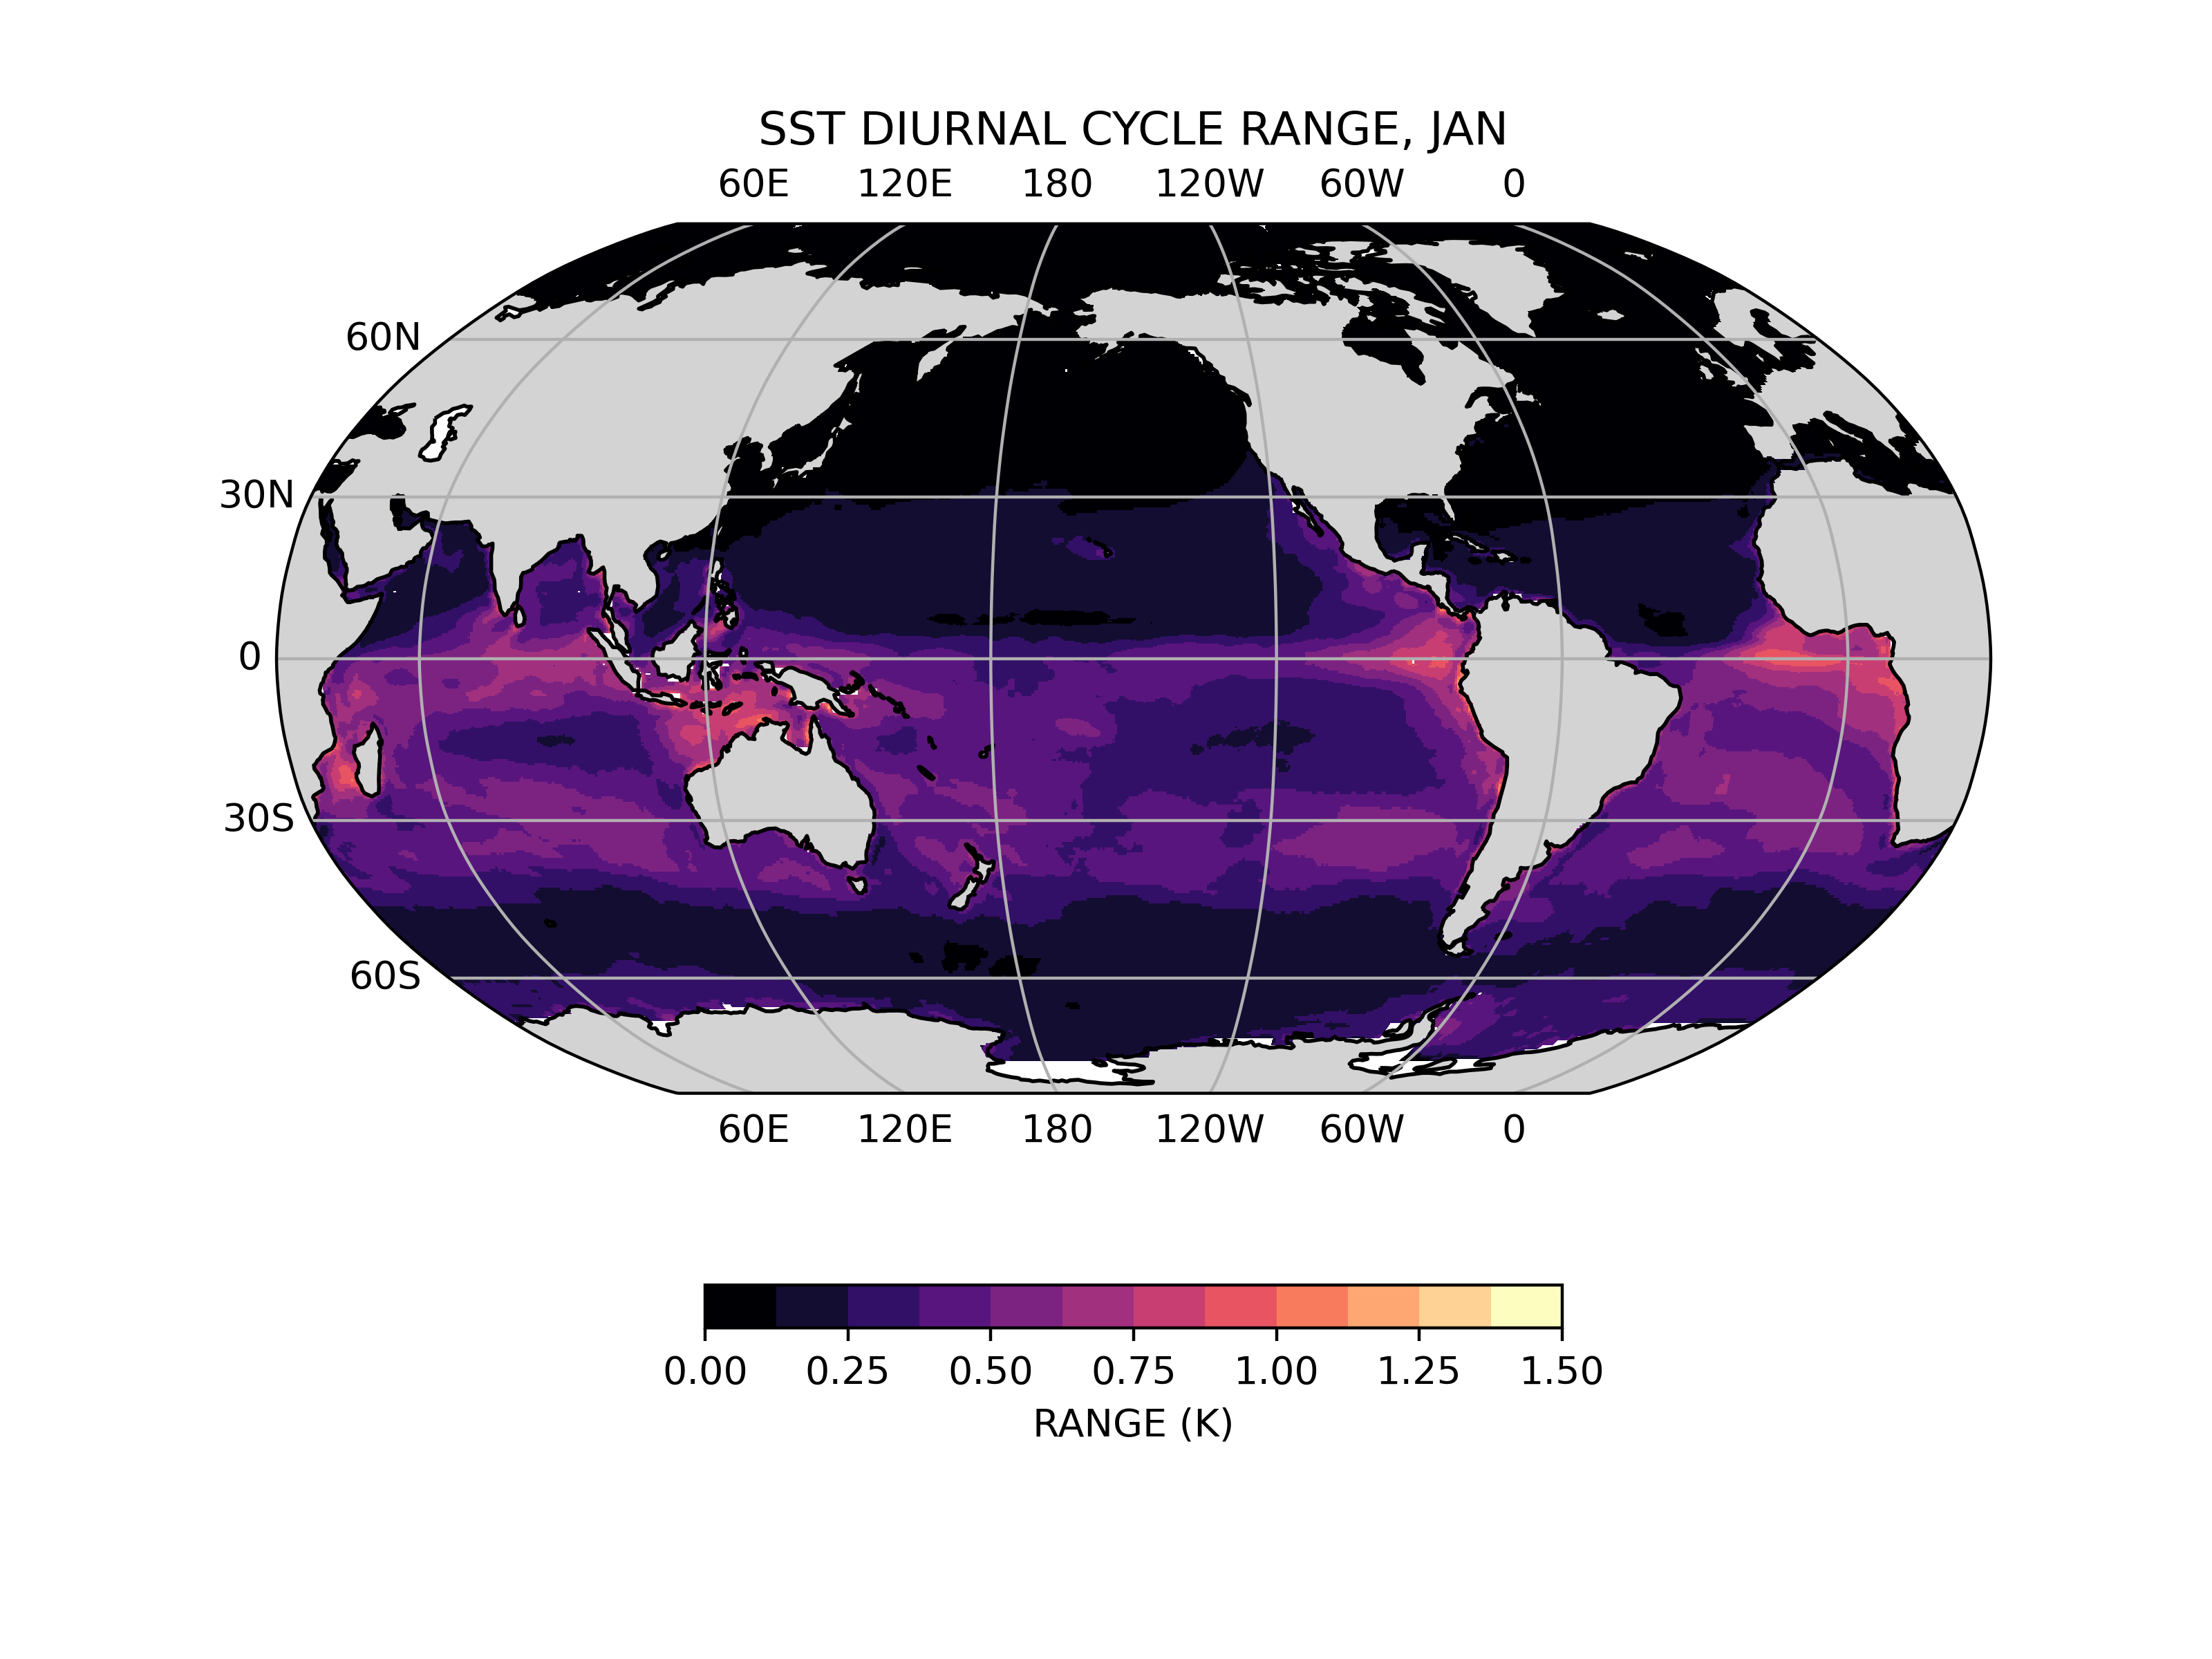 SST DIURNAL CYCLE RANGE, JAN
60E 120E 180 120W 60W 0
60N
30N
0
30S
60S
60E 120E 180 120W 60W 0
0.00 0.25 0.50 0.75 1.00 1.25 1.50
RANGE (K)